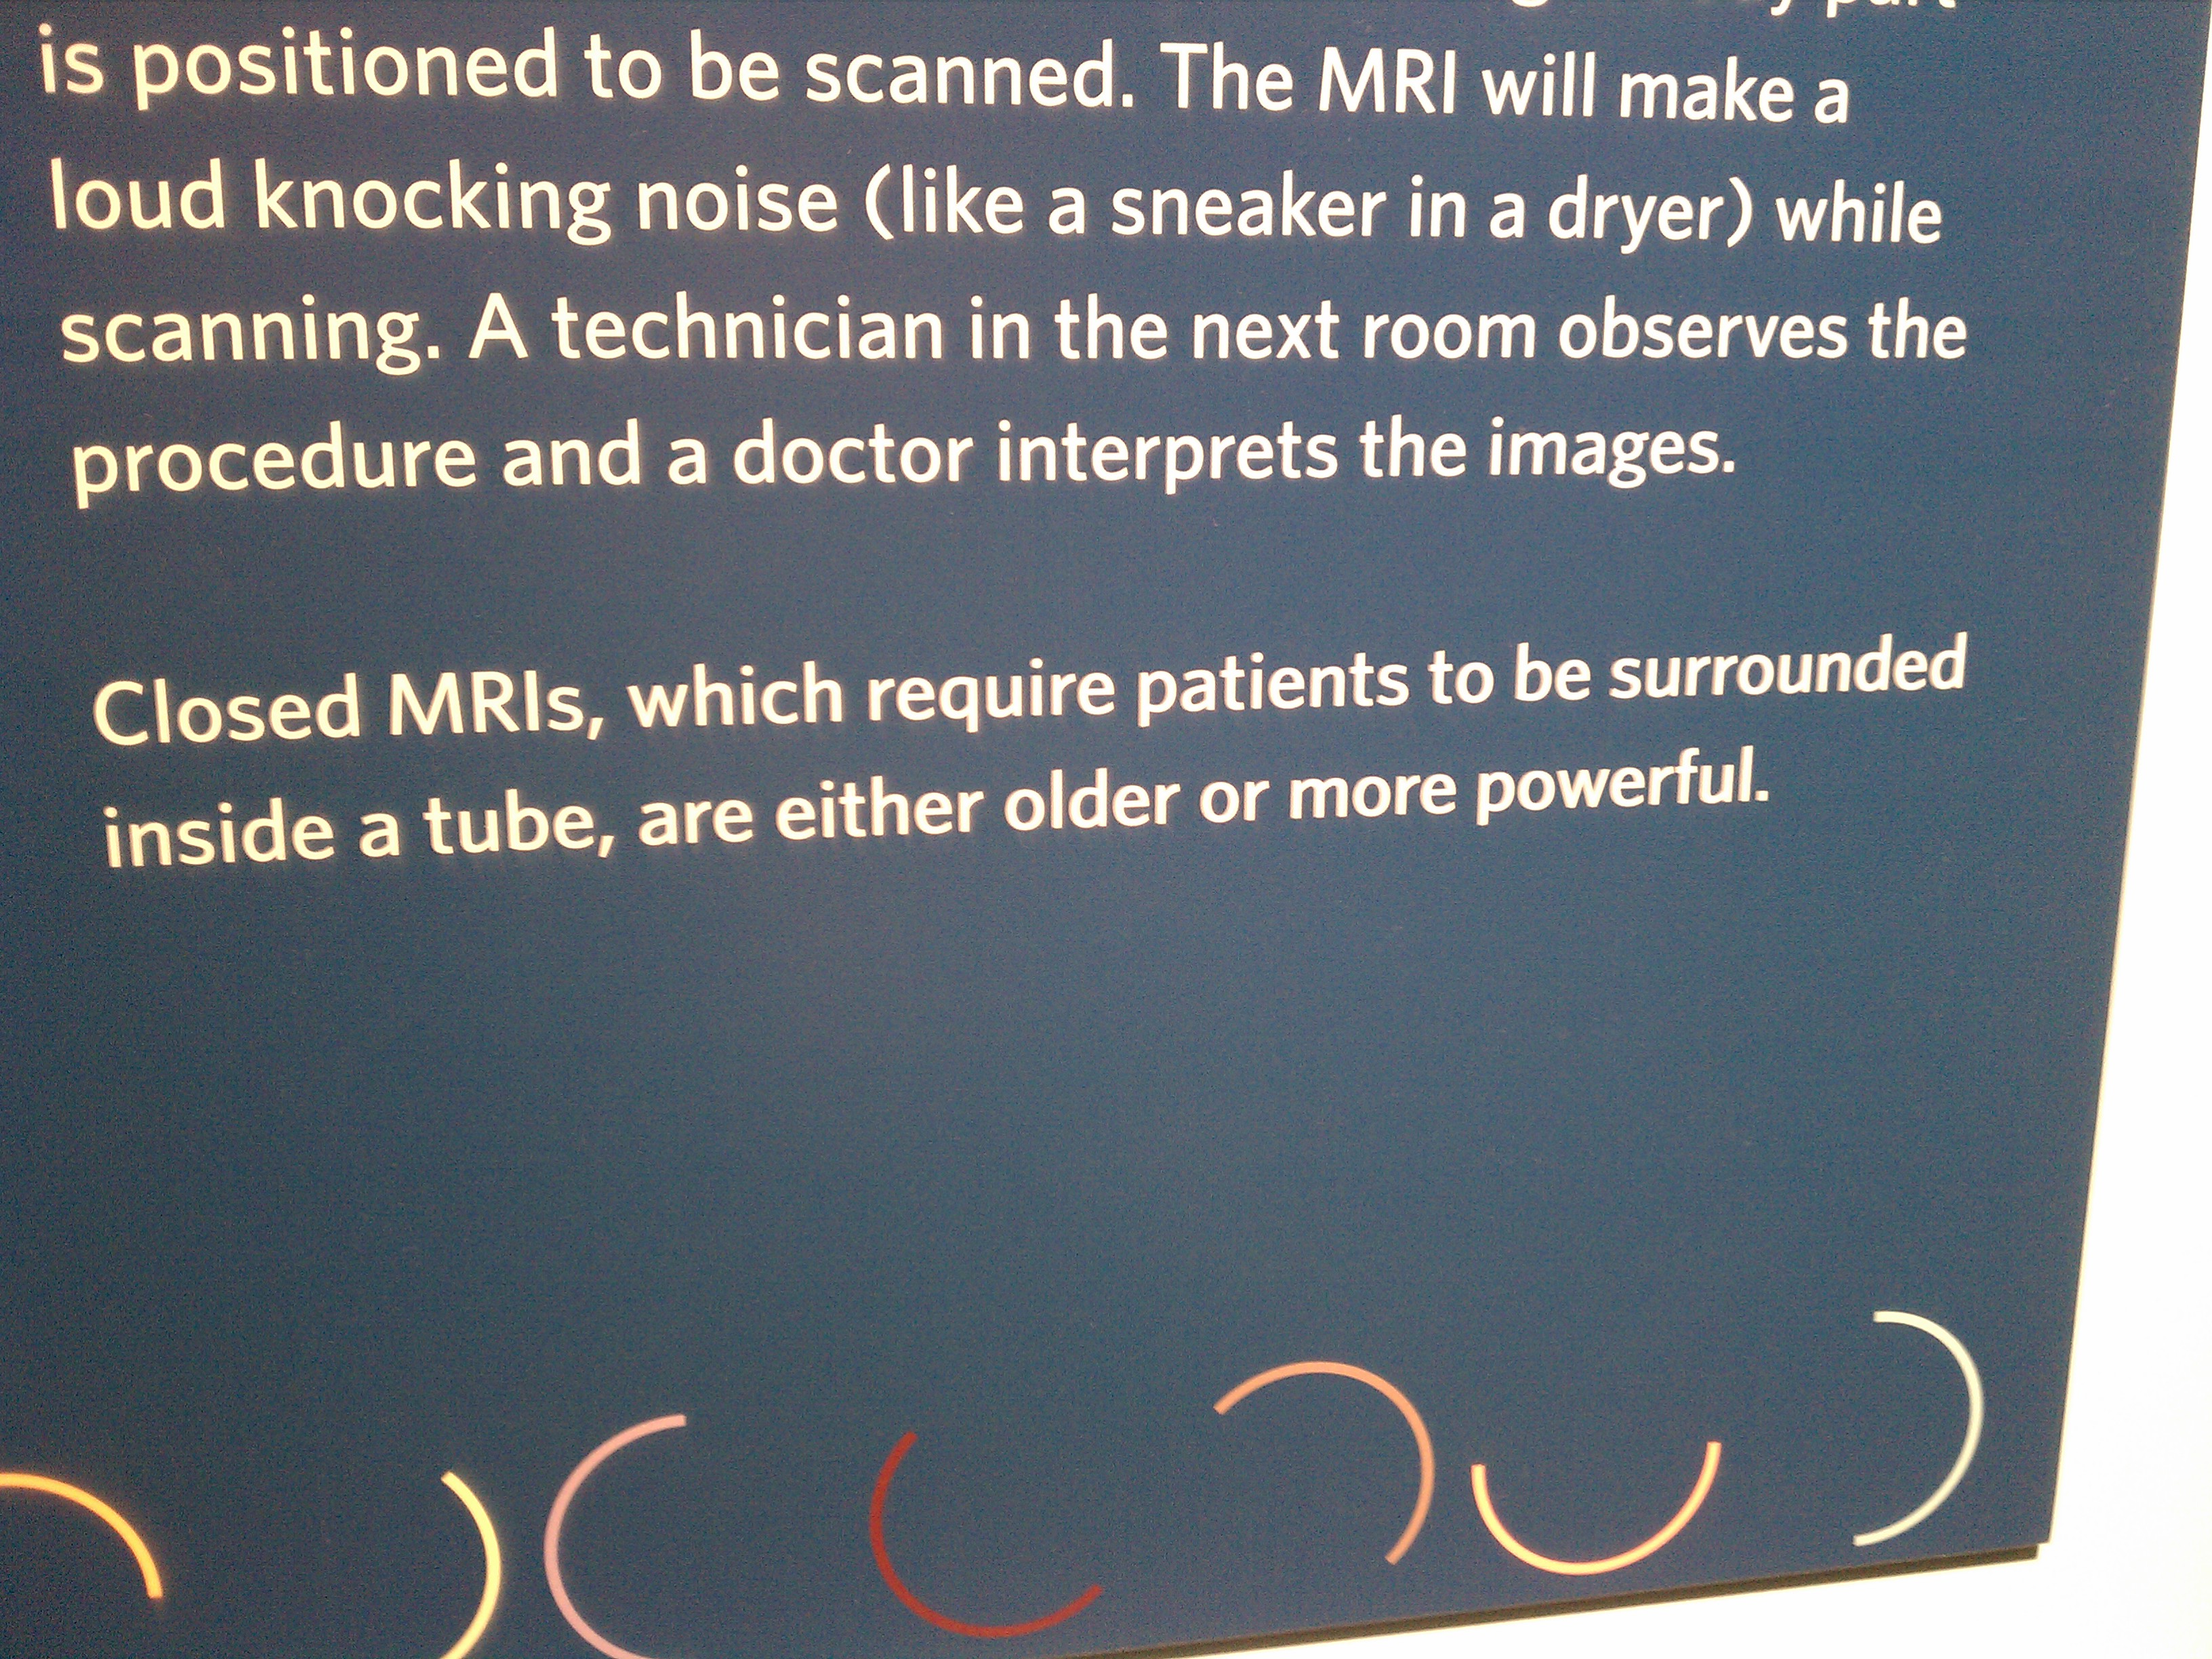 part
is positioned to be scanned. The MRI will make a
loud knocking noise (like a sneaker in a dryer) while
scanning. A technician in the next room observes the
procedure and a doctor interprets the images.
Closed MRIs, which require patients to be surrounded
inside a tube, are either older or more powerful.